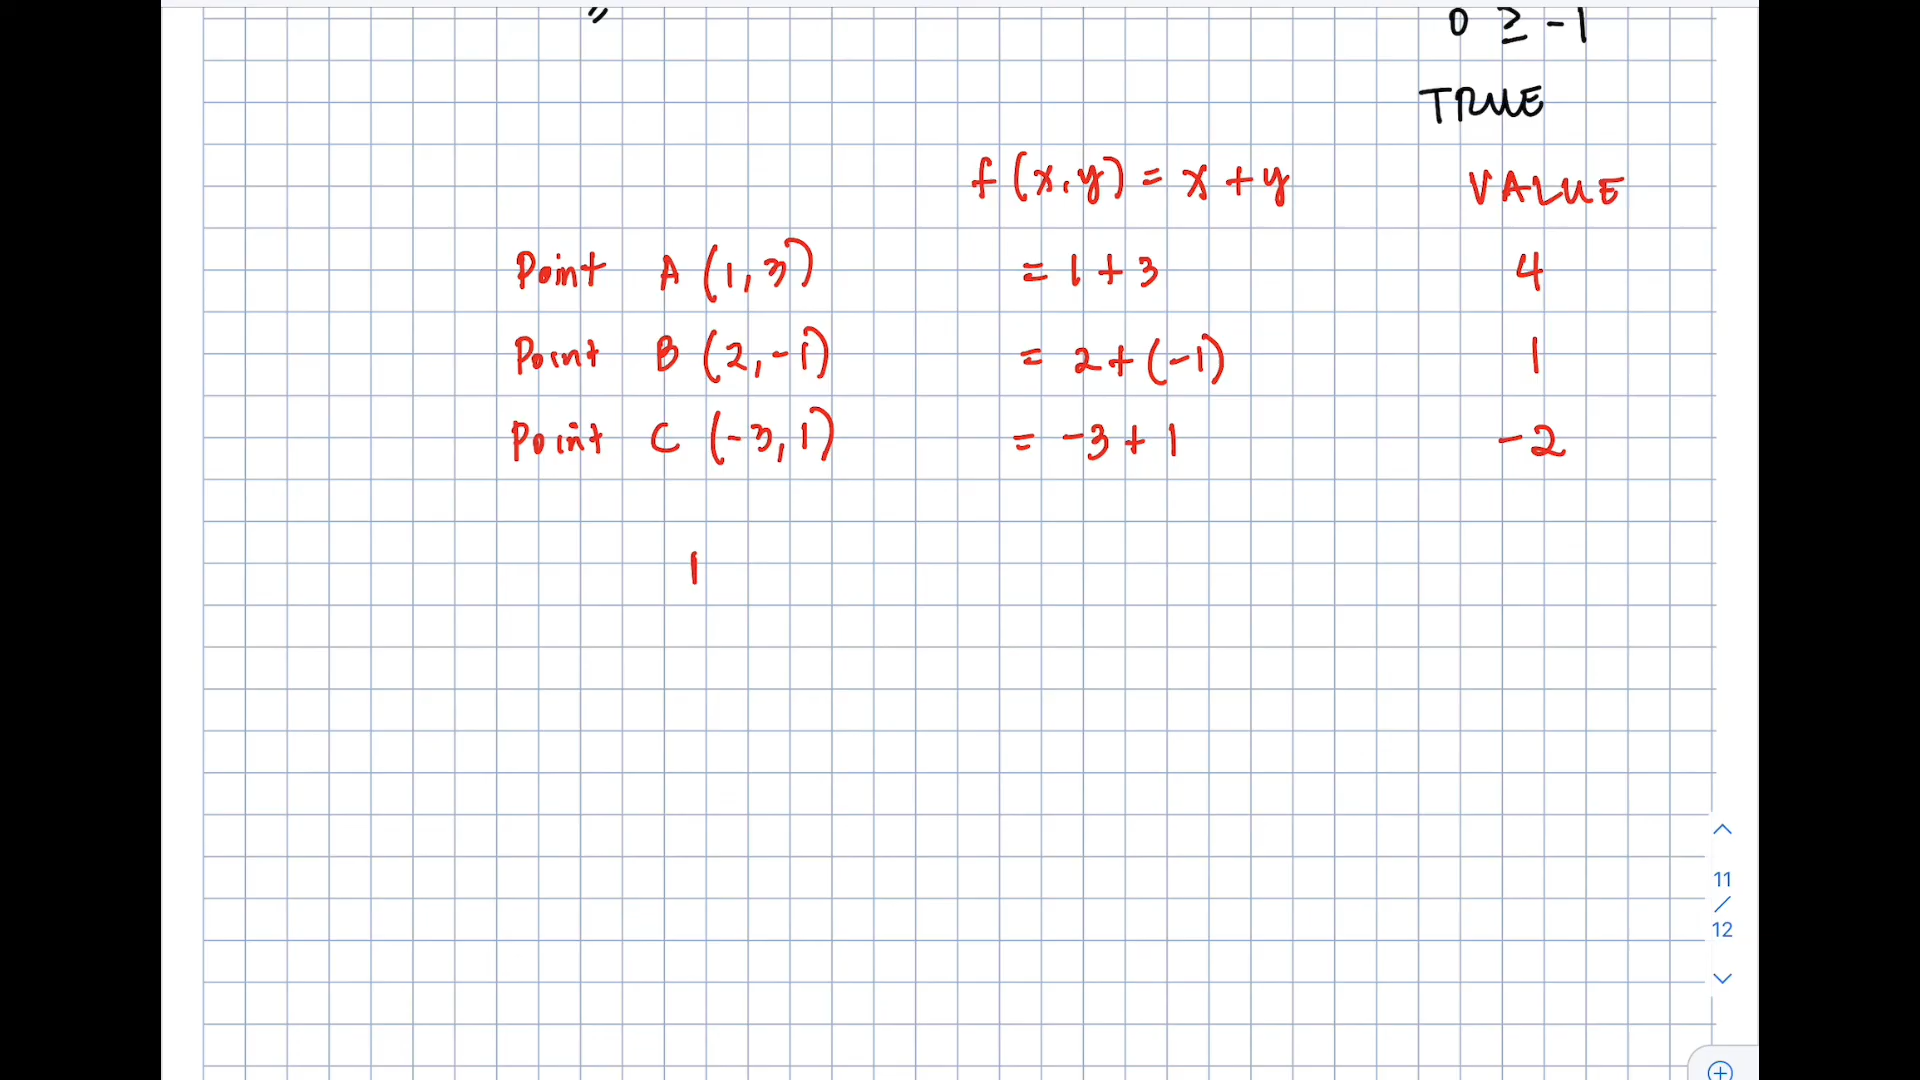 0 ≥ -1
TRUE
f(x,y) = x+y VALUE
Point A (1,3) = 1+3 4
Point B (2,-1) = 2+(-1) 1
Point C (-3,1) = -3+1 -2
1
11
/
12